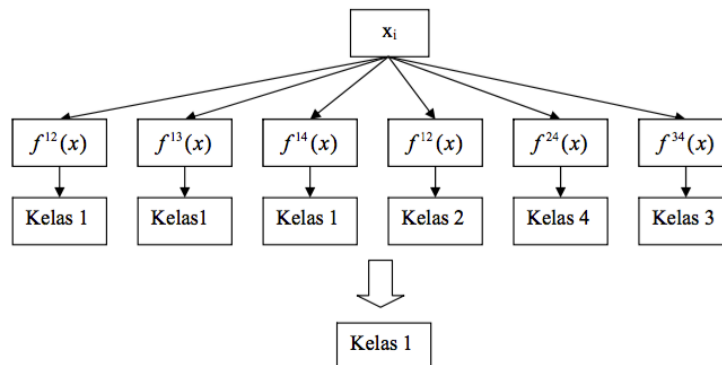 xᵢ
f¹²(x) f¹³(x) f¹⁴(x) f¹²(x) f²⁴(x) f³⁴(x)
Kelas 1 Kelas1 Kelas 1 Kelas 2 Kelas 4 Kelas 3
Kelas 1